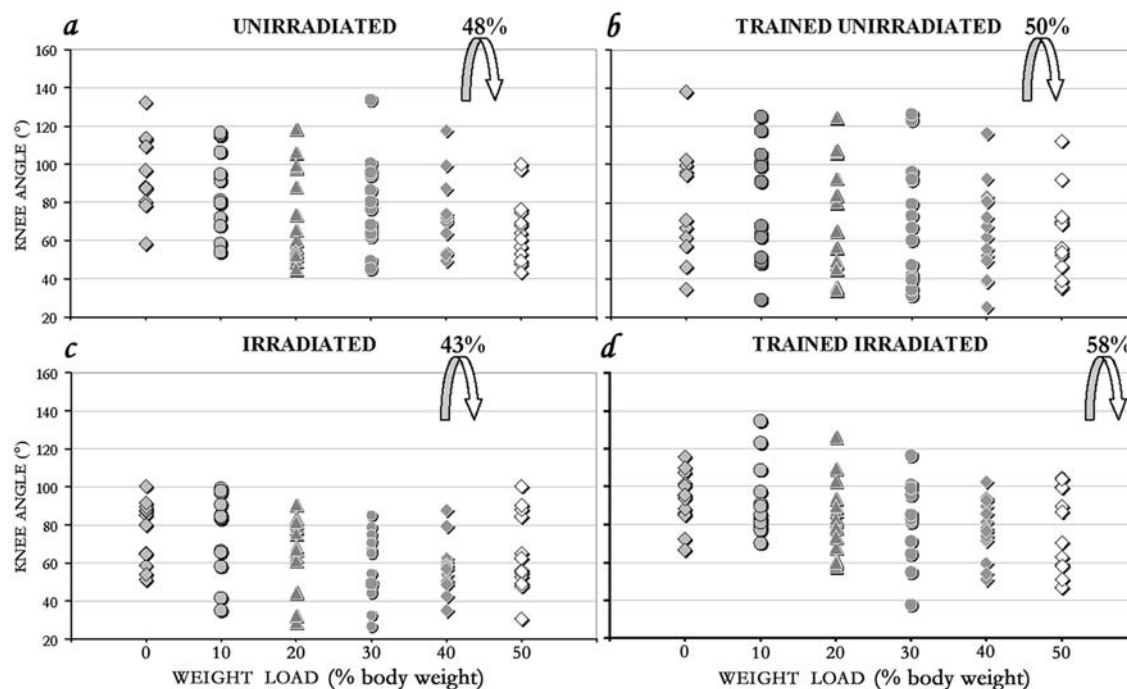 a UNIRRADIATED 48%
b TRAINED UNIRRADIATED 50%
160
140
120
100
80
60
40
20
KNEE ANGLE (°)
c IRRADIATED 43%
d TRAINED IRRADIATED 58%
160
140
120
100
80
60
40
20
KNEE ANGLE (°)
0 10 20 30 40 50
0 10 20 30 40 50
WEIGHT LOAD (% body weight)
WEIGHT LOAD (% body weight)